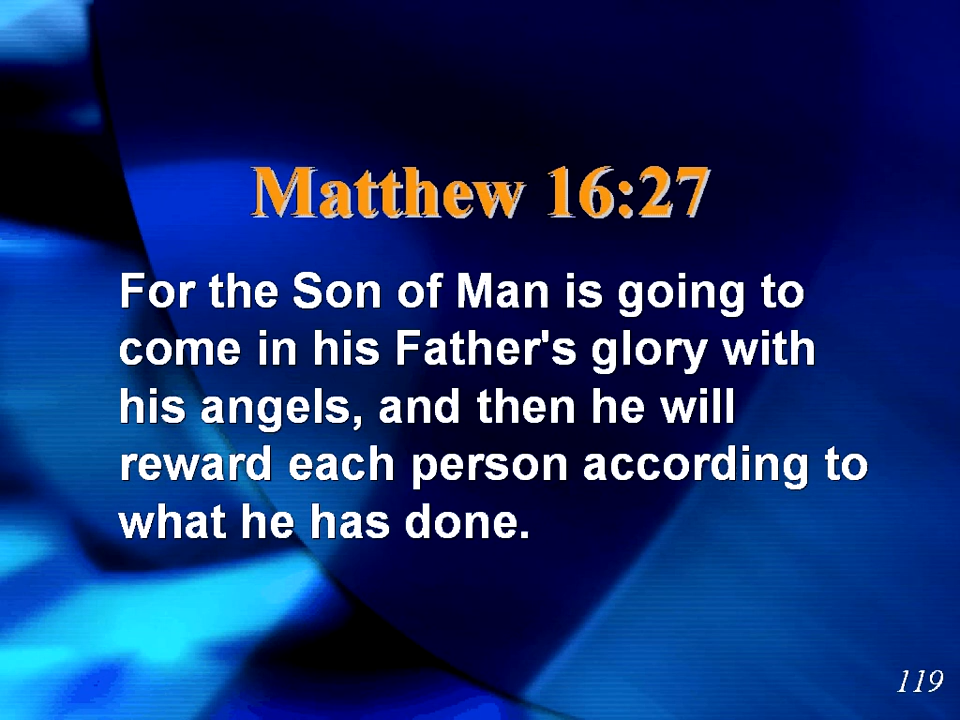 Matthew 16:27
For the Son of Man is going to
come in his Father's glory with
his angels, and then he will
reward each person according to
what he has done.
119